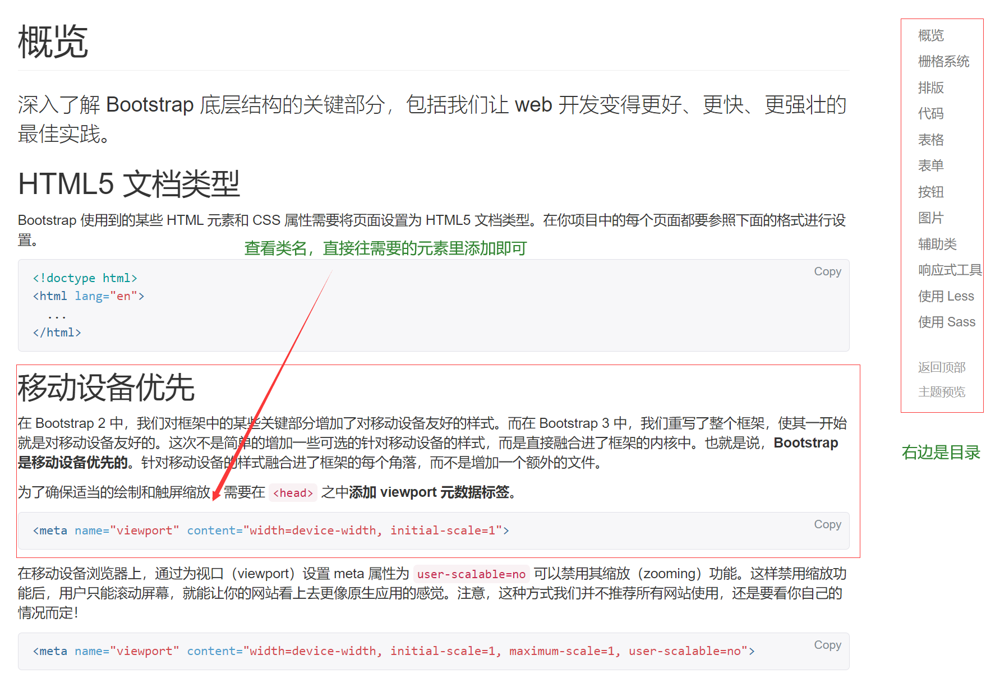 概览
深入了解 Bootstrap 底层结构的关键部分，包括我们让 web 开发变得更好、更快、更强壮的
最佳实践。
HTML5 文档类型
Bootstrap 使用到的某些 HTML 元素和 CSS 属性需要将页面设置为 HTML5 文档类型。在你项目中的每个页面都要参照下面的格式进行设
置。
查看类名，直接往需要的元素里添加即可
Copy
<!doctype html>
<html lang="en">
  ...
</html>
移动设备优先
在 Bootstrap 2 中，我们对框架中的某些关键部分增加了对移动设备友好的样式。而在 Bootstrap 3 中，我们重写了整个框架，使其一开始
就是对移动设备友好的。这次不是简单的增加一些可选的针对移动设备的样式，而是直接融合进了框架的内核中。也就是说，Bootstrap
是移动设备优先的。针对移动设备的样式融合进了框架的每个角落，而不是增加一个额外的文件。
为了确保适当的绘制和触屏缩放，需要在 <head> 之中添加 viewport 元数据标签。
Copy
<meta name="viewport" content="width=device-width, initial-scale=1">
在移动设备浏览器上，通过为视口（viewport）设置 meta 属性为 user-scalable=no 可以禁用其缩放（zooming）功能。这样禁用缩放功
能后，用户只能滚动屏幕，就能让你的网站看上去更像原生应用的感觉。注意，这种方式我们并不推荐所有网站使用，还是要看你自己的
情况而定！
Copy
<meta name="viewport" content="width=device-width, initial-scale=1, maximum-scale=1, user-scalable=no">
概览
栅格系统
排版
代码
表格
表单
按钮
图片
辅助类
响应式工具
使用 Less
使用 Sass
返回顶部
主题预览
右边是目录